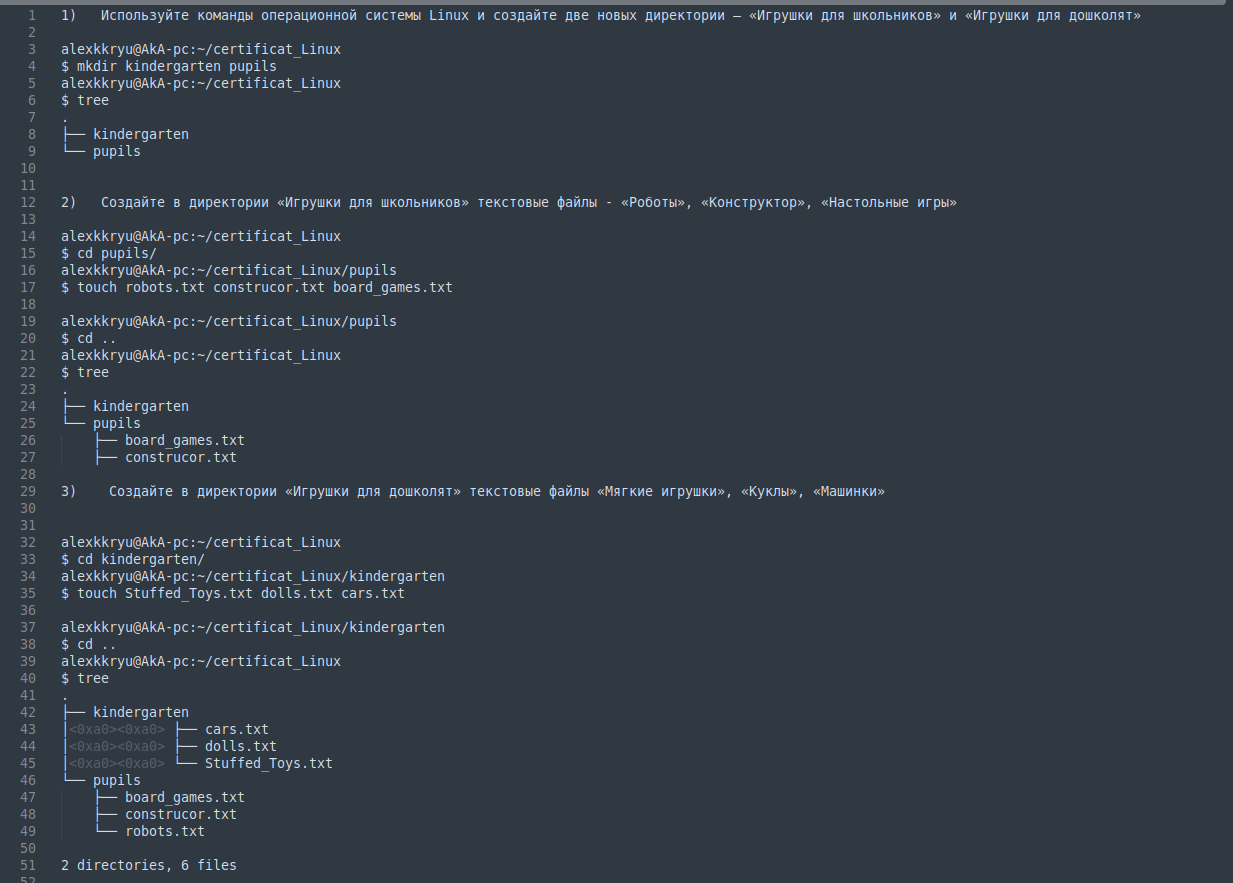 1 1)   Используйте команды операционной системы Linux и создайте две новых директории – «Игрушки для школьников» и «Игрушки для дошколят»
2
3 alexkkryu@AkA-pc:~/certificat_Linux
4 $ mkdir kindergarten pupils
5 alexkkryu@AkA-pc:~/certificat_Linux
6 $ tree
7 .
8 ├── kindergarten
9 └── pupils
10
11
12 2)   Создайте в директории «Игрушки для школьников» текстовые файлы - «Роботы», «Конструктор», «Настольные игры»
13
14 alexkkryu@AkA-pc:~/certificat_Linux
15 $ cd pupils/
16 alexkkryu@AkA-pc:~/certificat_Linux/pupils
17 $ touch robots.txt construcor.txt board_games.txt
18
19 alexkkryu@AkA-pc:~/certificat_Linux/pupils
20 $ cd ..
21 alexkkryu@AkA-pc:~/certificat_Linux
22 $ tree
23 .
24 ├── kindergarten
25 └── pupils
26     ├── board_games.txt
27     ├── construcor.txt
28
29 3)    Создайте в директории «Игрушки для дошколят» текстовые файлы «Мягкие игрушки», «Куклы», «Машинки»
30
31
32 alexkkryu@AkA-pc:~/certificat_Linux
33 $ cd kindergarten/
34 alexkkryu@AkA-pc:~/certificat_Linux/kindergarten
35 $ touch Stuffed_Toys.txt dolls.txt cars.txt
36
37 alexkkryu@AkA-pc:~/certificat_Linux/kindergarten
38 $ cd ..
39 alexkkryu@AkA-pc:~/certificat_Linux
40 $ tree
41 .
42 ├── kindergarten
43 │<0xa0><0xa0> ├── cars.txt
44 │<0xa0><0xa0> ├── dolls.txt
45 │<0xa0><0xa0> └── Stuffed_Toys.txt
46 └── pupils
47     ├── board_games.txt
48     ├── construcor.txt
49     └── robots.txt
50
51 2 directories, 6 files
52